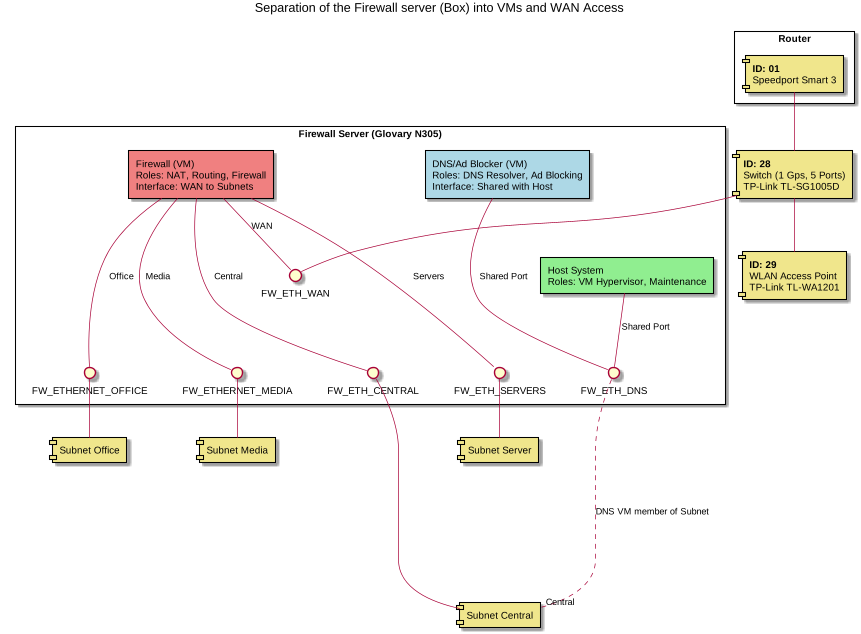 Separation of the Firewall server (Box) into VMs and WAN Access
Router
ID: 01
Speedport Smart 3
Firewall Server (Glovary N305)
Firewall (VM)
Roles: NAT, Routing, Firewall
Interface: WAN to Subnets
DNS/Ad Blocker (VM)
Roles: DNS Resolver, Ad Blocking
Interface: Shared with Host
ID: 28
Switch (1 Gps, 5 Ports)
TP-Link TL-SG1005D
WAN
Office
Media
Central
Servers
Shared Port
Host System
Roles: VM Hypervisor, Maintenance
ID: 29
WLAN Access Point
TP-Link TL-WA1201
FW_ETH_WAN
Shared Port
FW_ETHERNET_OFFICE
FW_ETHERNET_MEDIA
FW_ETH_CENTRAL
FW_ETH_SERVERS
FW_ETH_DNS
Subnet Office
Subnet Media
Subnet Server
DNS VM member of Subnet
Central
Subnet Central